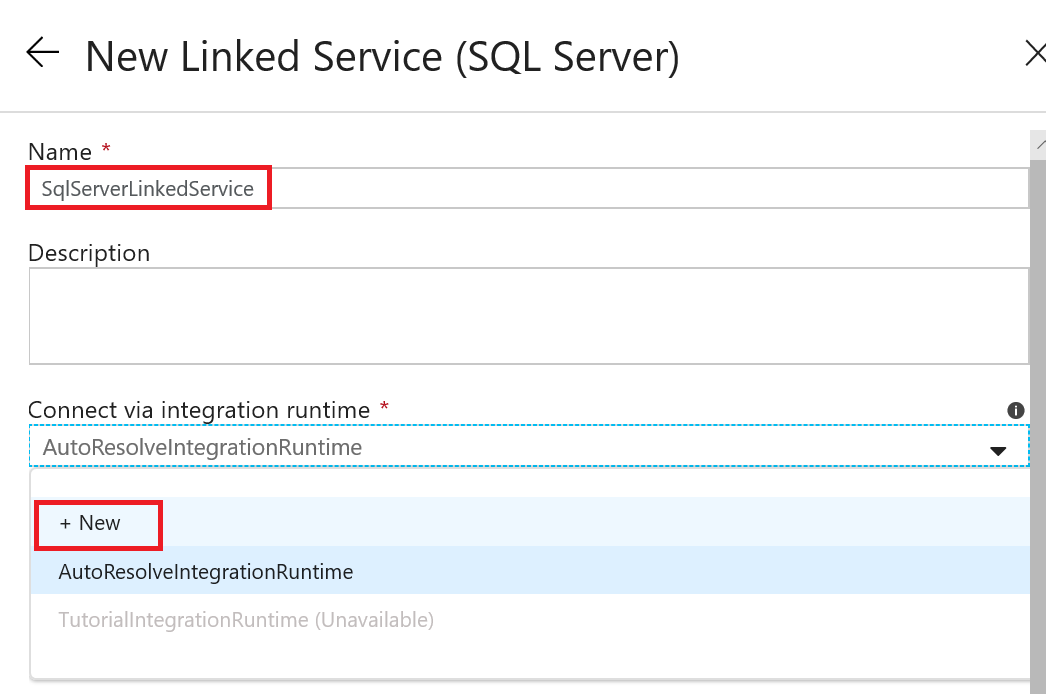 New Linked Service (SQL Server)
Name *
SqlServerLinkedService
Description
Connect via integration runtime *
AutoResolveIntegrationRuntime
+ New
AutoResolveIntegrationRuntime
TutorialIntegrationRuntime (Unavailable)